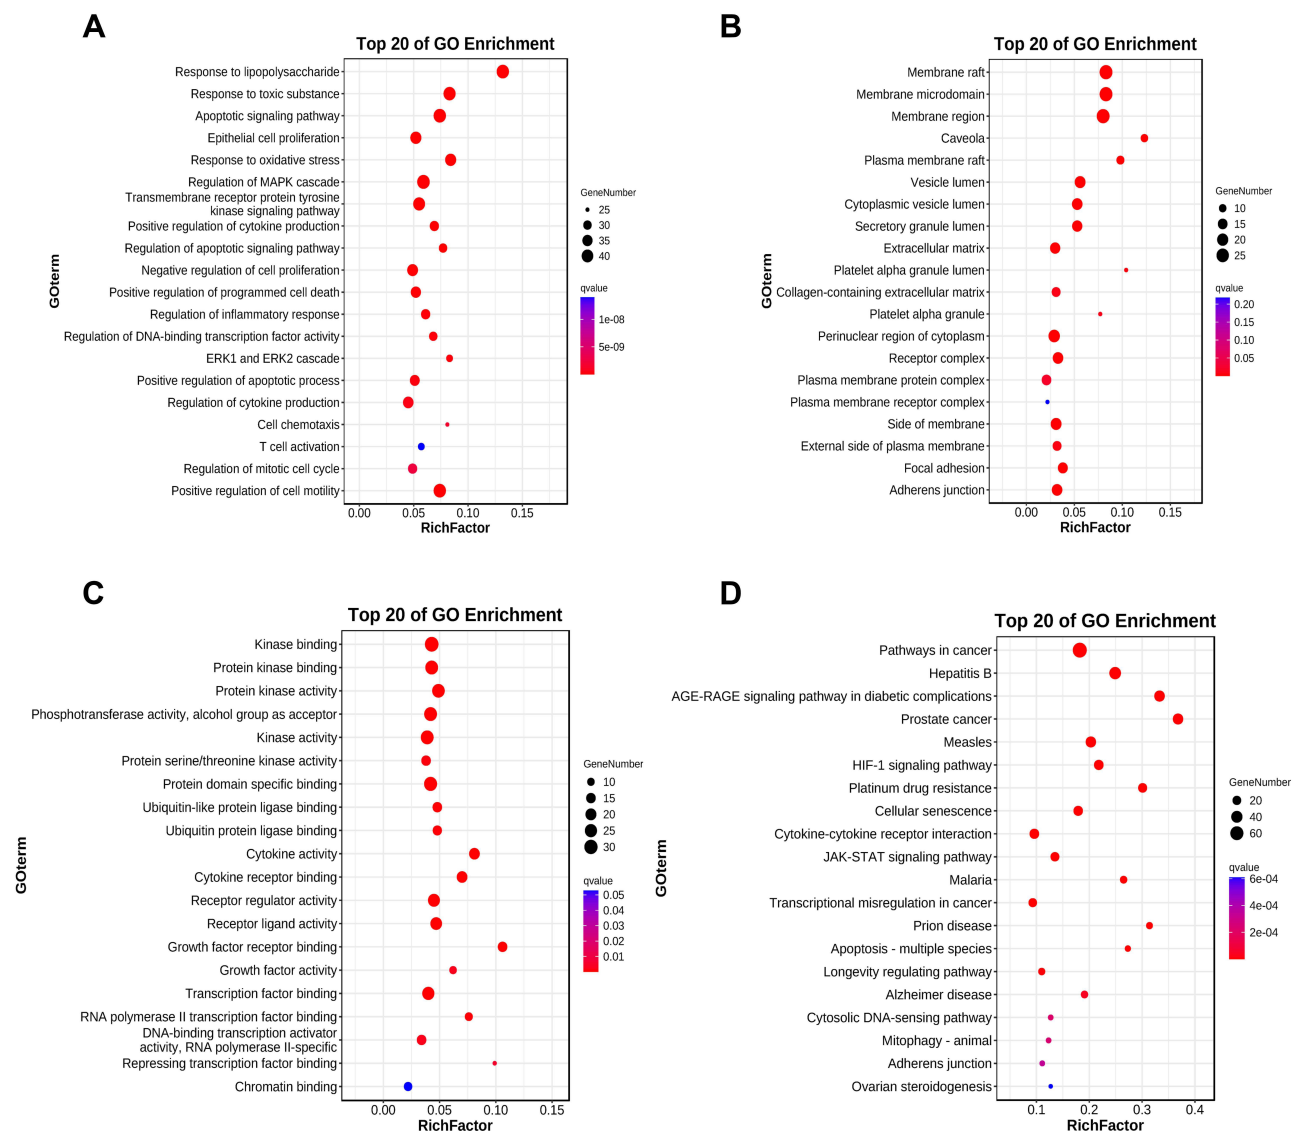 A
Top 20 of GO Enrichment
Response to lipopolysaccharide
Response to toxic substance
Apoptotic signaling pathway
Epithelial cell proliferation
Response to oxidative stress
Regulation of MAPK cascade
Transmembrane receptor protein tyrosine
kinase signaling pathway
Positive regulation of cytokine production
Regulation of apoptotic signaling pathway
Negative regulation of cell proliferation
Positive regulation of programmed cell death
Regulation of inflammatory response
Regulation of DNA-binding transcription factor activity
ERK1 and ERK2 cascade
Positive regulation of apoptotic process
Regulation of cytokine production
Cell chemotaxis
T cell activation
Regulation of mitotic cell cycle
Positive regulation of cell motility
GOterm
0.00 0.05 0.10 0.15
RichFactor
GeneNumber
25
30
35
40
qvalue
1e-08
5e-09
B
Top 20 of GO Enrichment
Membrane raft
Membrane microdomain
Membrane region
Caveola
Plasma membrane raft
Vesicle lumen
Cytoplasmic vesicle lumen
Secretory granule lumen
Extracellular matrix
Platelet alpha granule lumen
Collagen-containing extracellular matrix
Platelet alpha granule
Perinuclear region of cytoplasm
Receptor complex
Plasma membrane protein complex
Plasma membrane receptor complex
Side of membrane
External side of plasma membrane
Focal adhesion
Adherens junction
GOterm
0.00 0.05 0.10 0.15
RichFactor
GeneNumber
10
15
20
25
qvalue
0.20
0.15
0.10
0.05
C
Top 20 of GO Enrichment
Kinase binding
Protein kinase binding
Protein kinase activity
Phosphotransferase activity, alcohol group as acceptor
Kinase activity
Protein serine/threonine kinase activity
Protein domain specific binding
Ubiquitin-like protein ligase binding
Ubiquitin protein ligase binding
Cytokine activity
Cytokine receptor binding
Receptor regulator activity
Receptor ligand activity
Growth factor receptor binding
Growth factor activity
Transcription factor binding
RNA polymerase II transcription factor binding
DNA-binding transcription activator
activity, RNA polymerase II-specific
Repressing transcription factor binding
Chromatin binding
GOterm
0.00 0.05 0.10 0.15
RichFactor
GeneNumber
10
15
20
25
30
qvalue
0.05
0.04
0.03
0.02
0.01
D
Top 20 of GO Enrichment
Pathways in cancer
Hepatitis B
AGE-RAGE signaling pathway in diabetic complications
Prostate cancer
Measles
HIF-1 signaling pathway
Platinum drug resistance
Cellular senescence
Cytokine-cytokine receptor interaction
JAK-STAT signaling pathway
Malaria
Transcriptional misregulation in cancer
Prion disease
Apoptosis - multiple species
Longevity regulating pathway
Alzheimer disease
Cytosolic DNA-sensing pathway
Mitophagy - animal
Adherens junction
Ovarian steroidogenesis
GOterm
0.1 0.2 0.3 0.4
RichFactor
GeneNumber
20
40
60
qvalue
6e-04
4e-04
2e-04